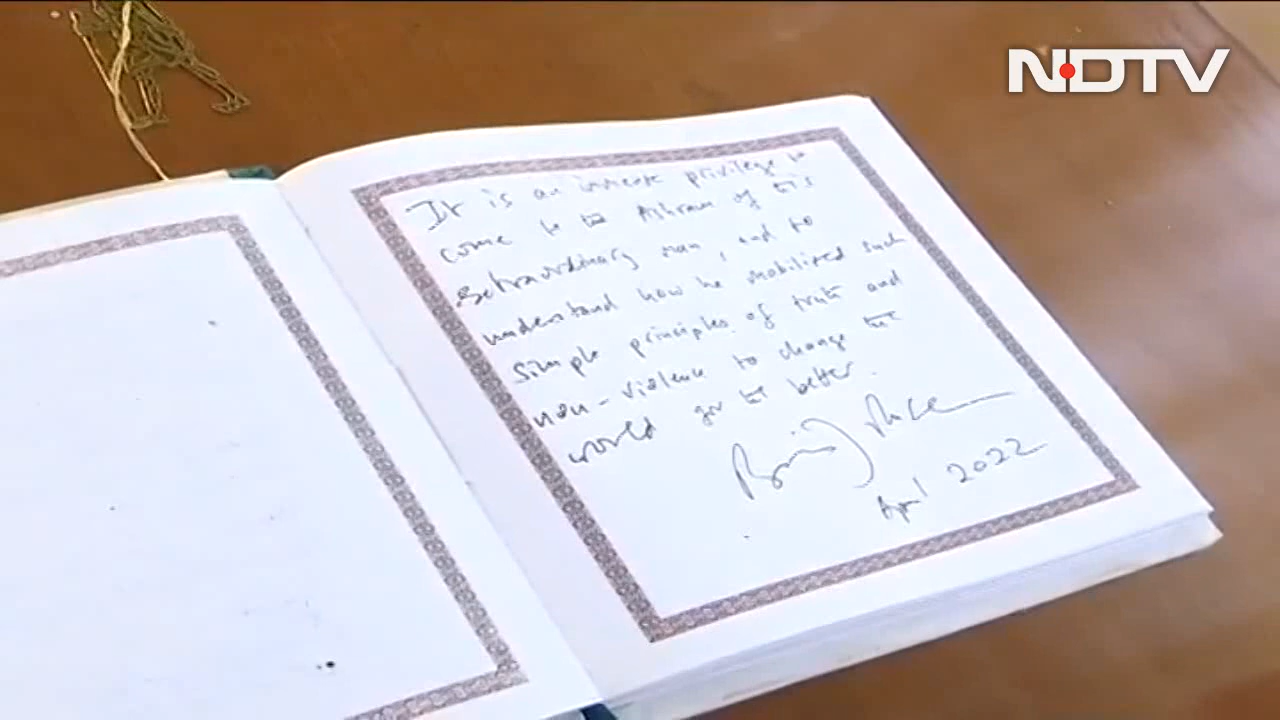 NDTV
It is an immense privilege to
come to the Ashram of this
extraordinary man, and to
understand how he mobilized such
simple principles of truth and
non-violence to change the
world for the better.
April 2022